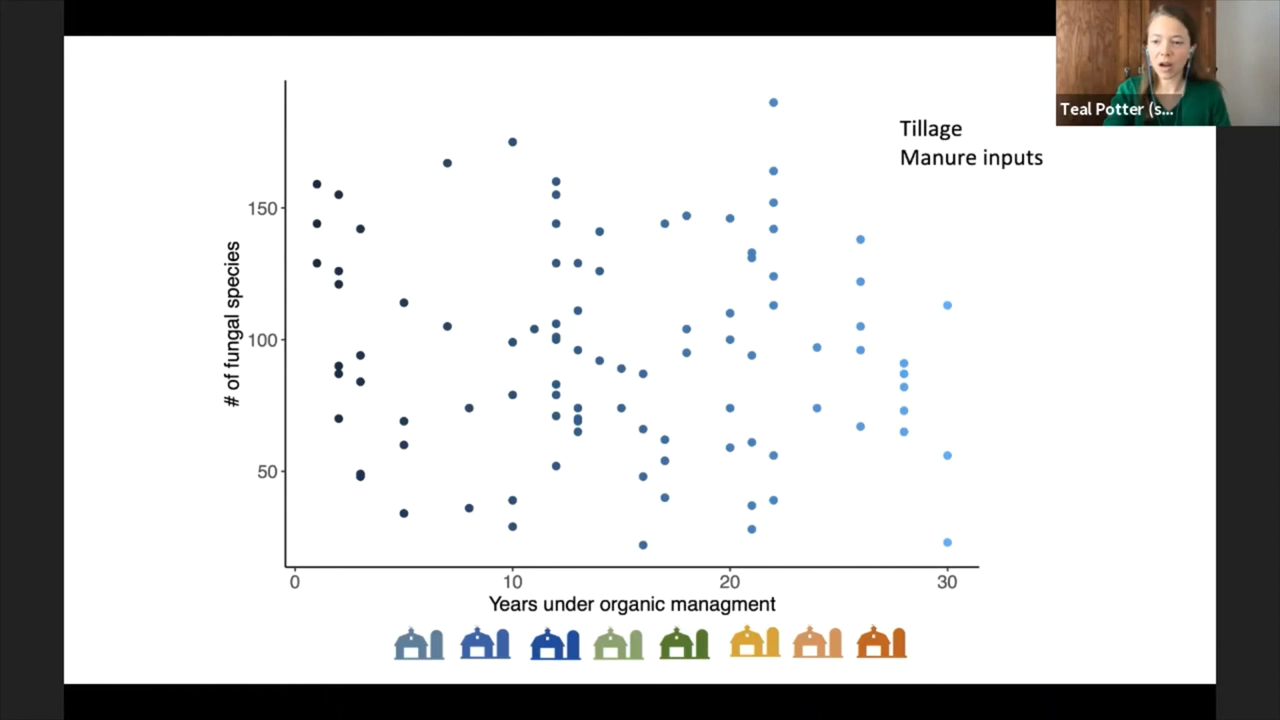 Teal Potter (s...
Tillage
Manure inputs
# of fungal species
150
100
50
0
10
20
30
Years under organic managment